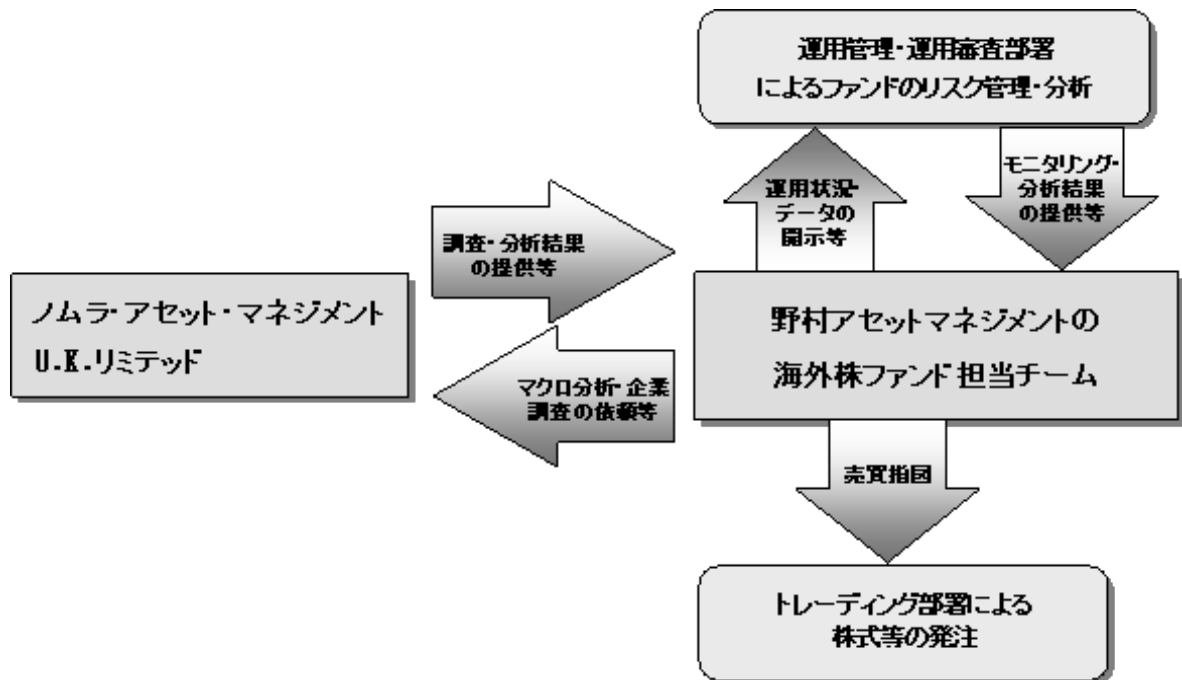 運用管理・運用審査部署
によるファンドのリスク管理・分析
運用状況・
データの
開示等
モニタリング・
分析結果
の提供等
調査・分析結果
の提供等
ノムラ・アセット・マネジメント
U.K.リミテッド
野村アセットマネジメントの
海外株ファンド担当チーム
マクロ分析・企業
調査の依頼等
売買指図
トレーディング部署による
株式等の発注